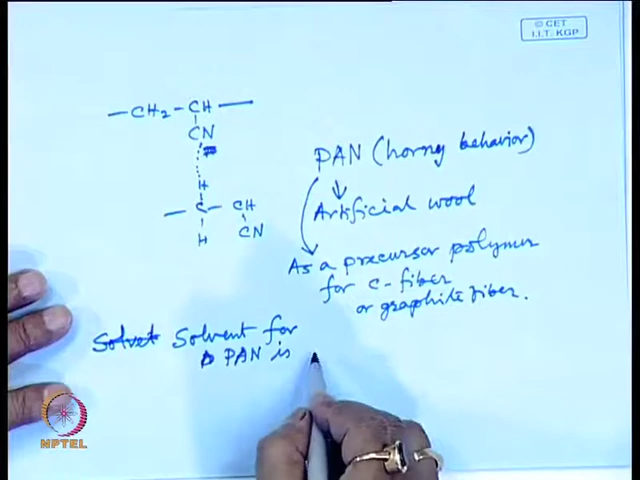 © CET
I.I.T. KGP
— CH₂ – CH —
CN
H
— C – CH
H CN
PAN (horny behavior)
Artificial wool
As a precursor polymer
for C-fiber
or graphite fiber.
Solvent for
PAN is
NPTEL